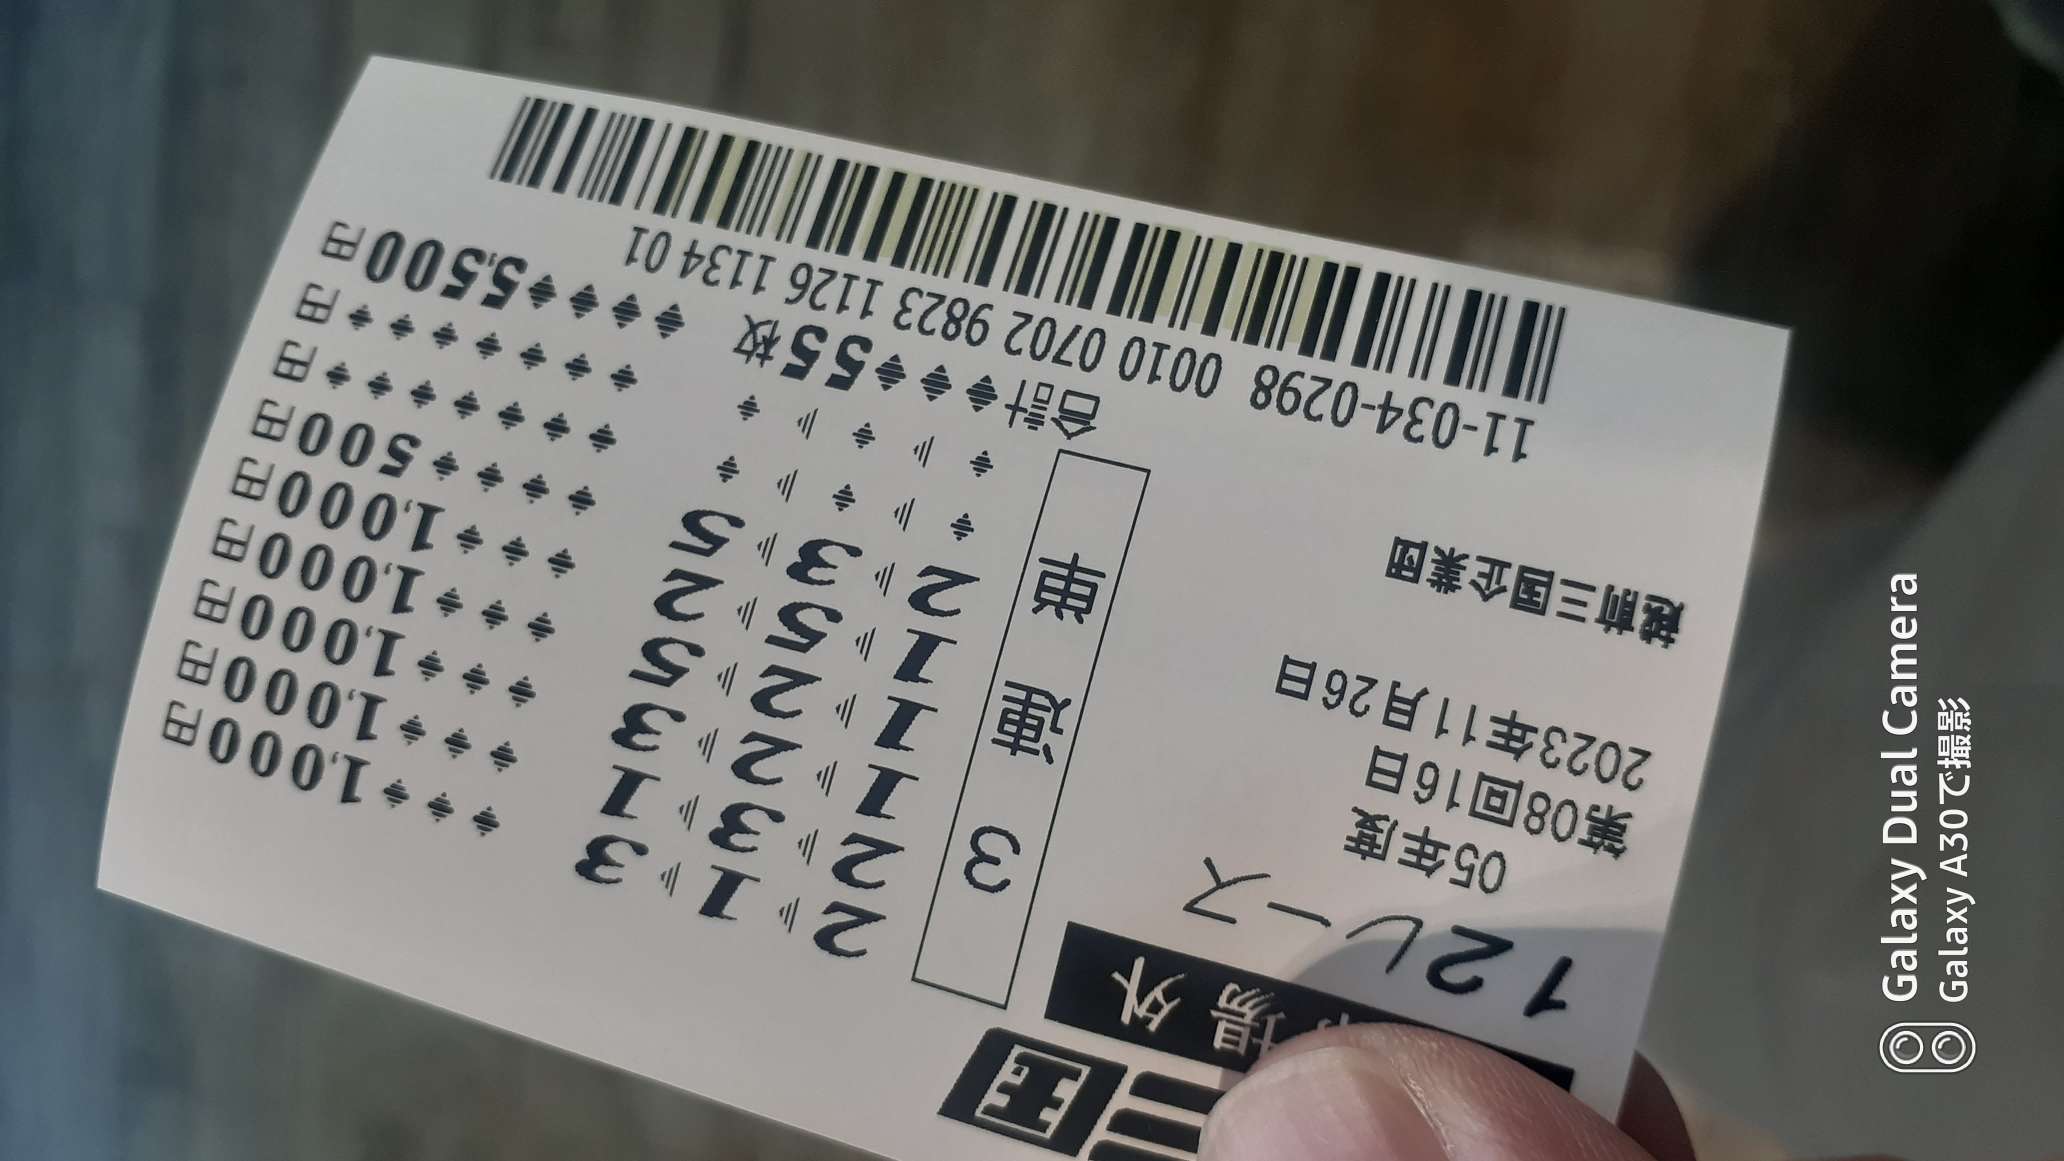 三国
場外
12レース
05年度
第08回16日
2023年11月26日
越前三国企業団
3連単
2 1 3 1,000円
2 3 1 1,000円
1 2 3 1,000円
1 2 5 1,000円
1 5 2 1,000円
2 3 5 500円
円
円
合計 55枚 5,500円
11-034-0298 0010 0702 9823 1126 1134 01
Galaxy Dual Camera
Galaxy A30で撮影